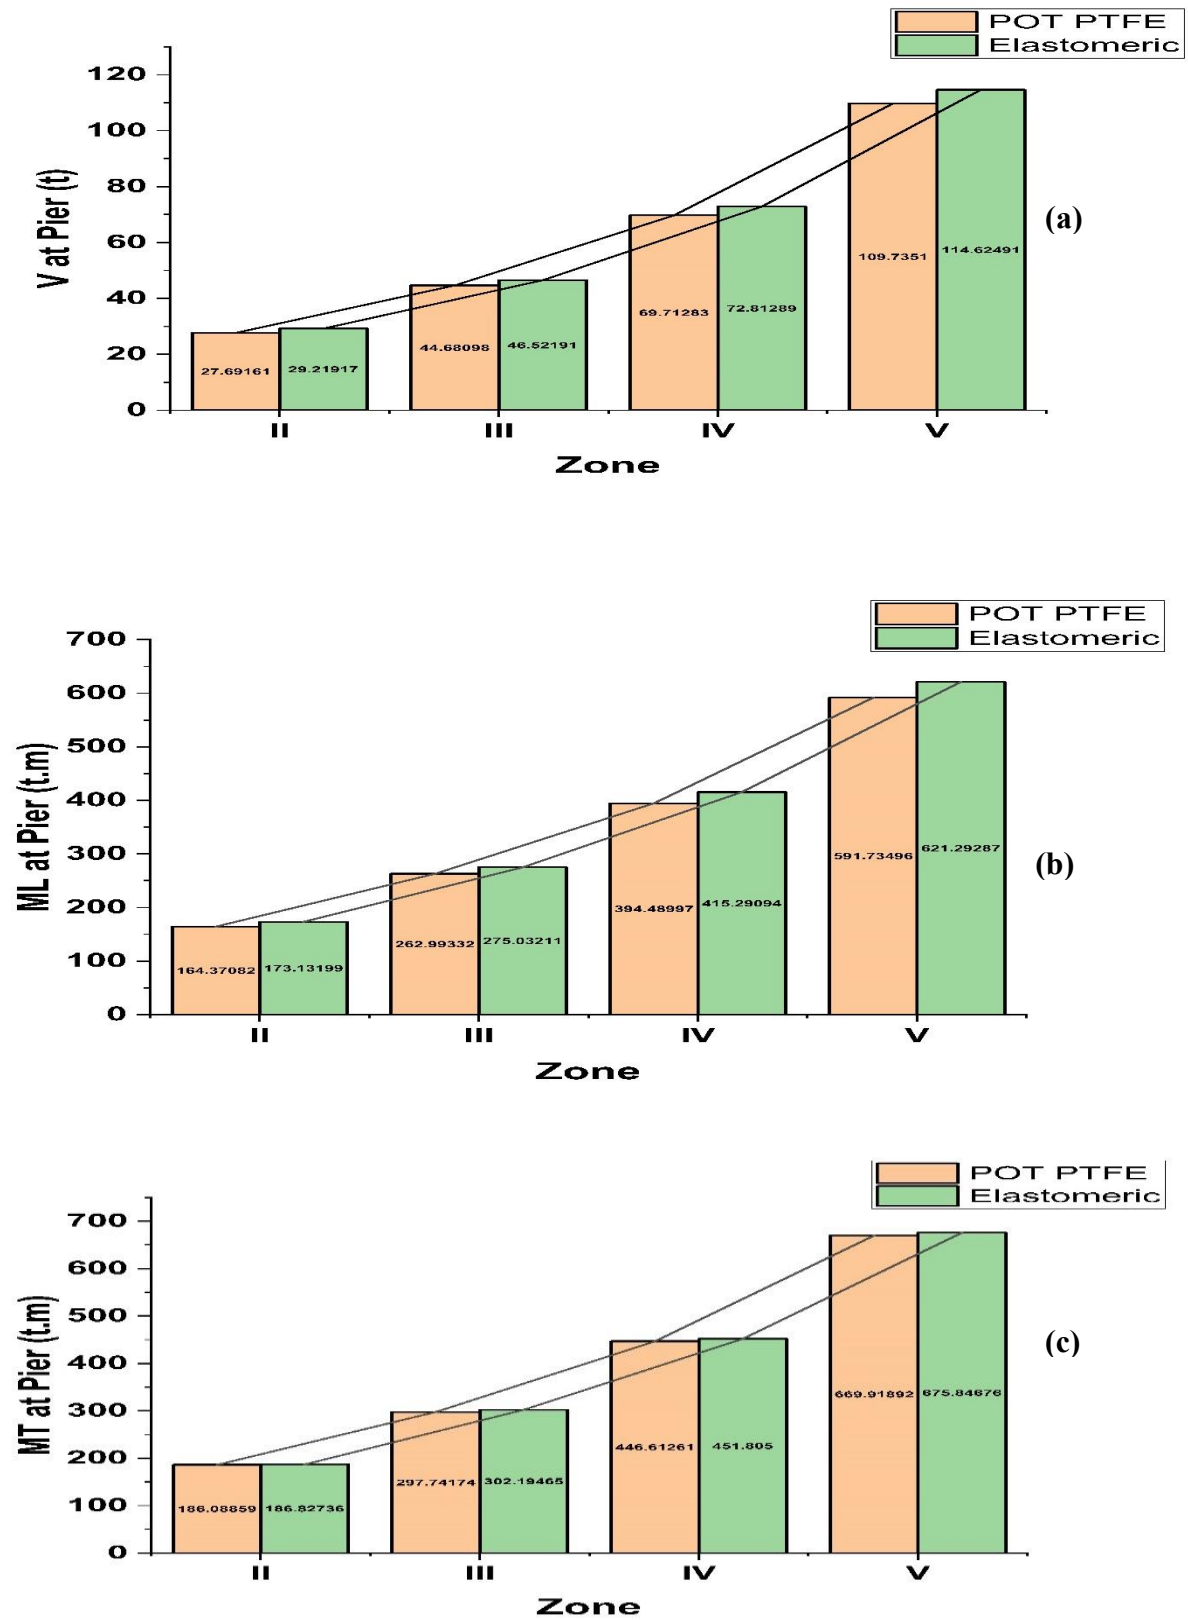 POT PTFE
Elastomeric
120
100
80
60
40
20
0
V at Pier (t)
27.69161
29.21917
44.68098
46.52191
69.71283
72.81289
109.7351
114.62491
(a)
II
III
IV
V
Zone
POT PTFE
Elastomeric
700
600
500
400
300
200
100
0
ML at Pier (t.m)
164.37082
173.13199
262.99332
275.03211
394.48997
415.29094
591.73496
621.29287
(b)
II
III
IV
V
Zone
POT PTFE
Elastomeric
700
600
500
400
300
200
100
0
MT at Pier (t.m)
186.08859
186.82736
297.74174
302.19465
446.61261
451.805
669.91892
675.84676
(c)
II
III
IV
V
Zone